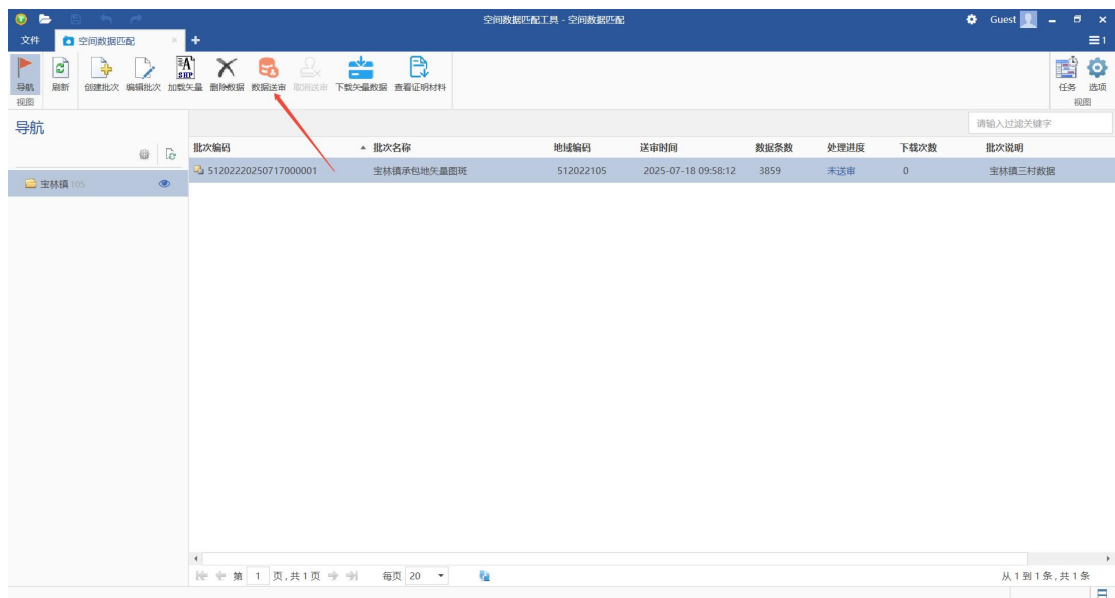 空间数据匹配工具 - 空间数据匹配
Guest
文件 空间数据匹配 × + 1
导航 刷新 创建批次 编辑批次 加载矢量 删除数据 数据送审 取消送审 下载矢量数据 查看证明材料 任务 选项
视图 视图
导航 请输入过滤关键字
批次编码 批次名称 地域编码 送审时间 数据条数 处理进度 下载次数 批次说明
51202220250717000001 宝林镇承包地矢量图斑 512022105 2025-07-18 09:58:12 3859 未送审 0 宝林镇三村数据
宝林镇 105
第 1 页,共1页 每页 20 从1到1条,共1条